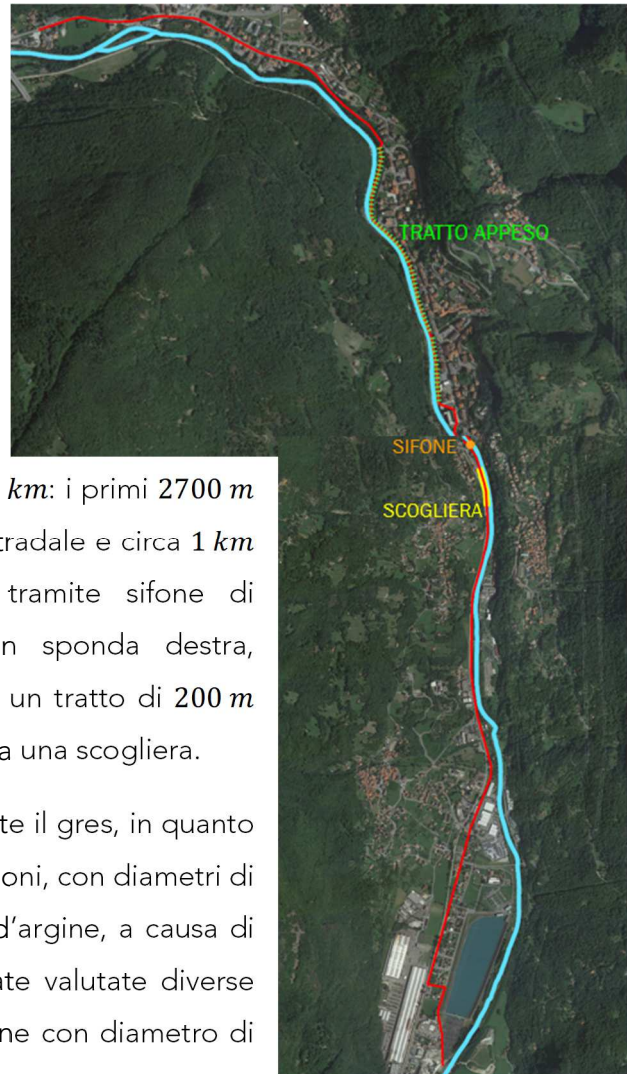 TRATTO APPESO
SIFONE
SCOGLIERA
km: i primi 2700 m
tradale e circa 1 km
tramite sifone di
n sponda destra,
un tratto di 200 m
a una scogliera.
te il gres, in quanto
oni, con diametri di
d'argine, a causa di
ate valutate diverse
ne con diametro di